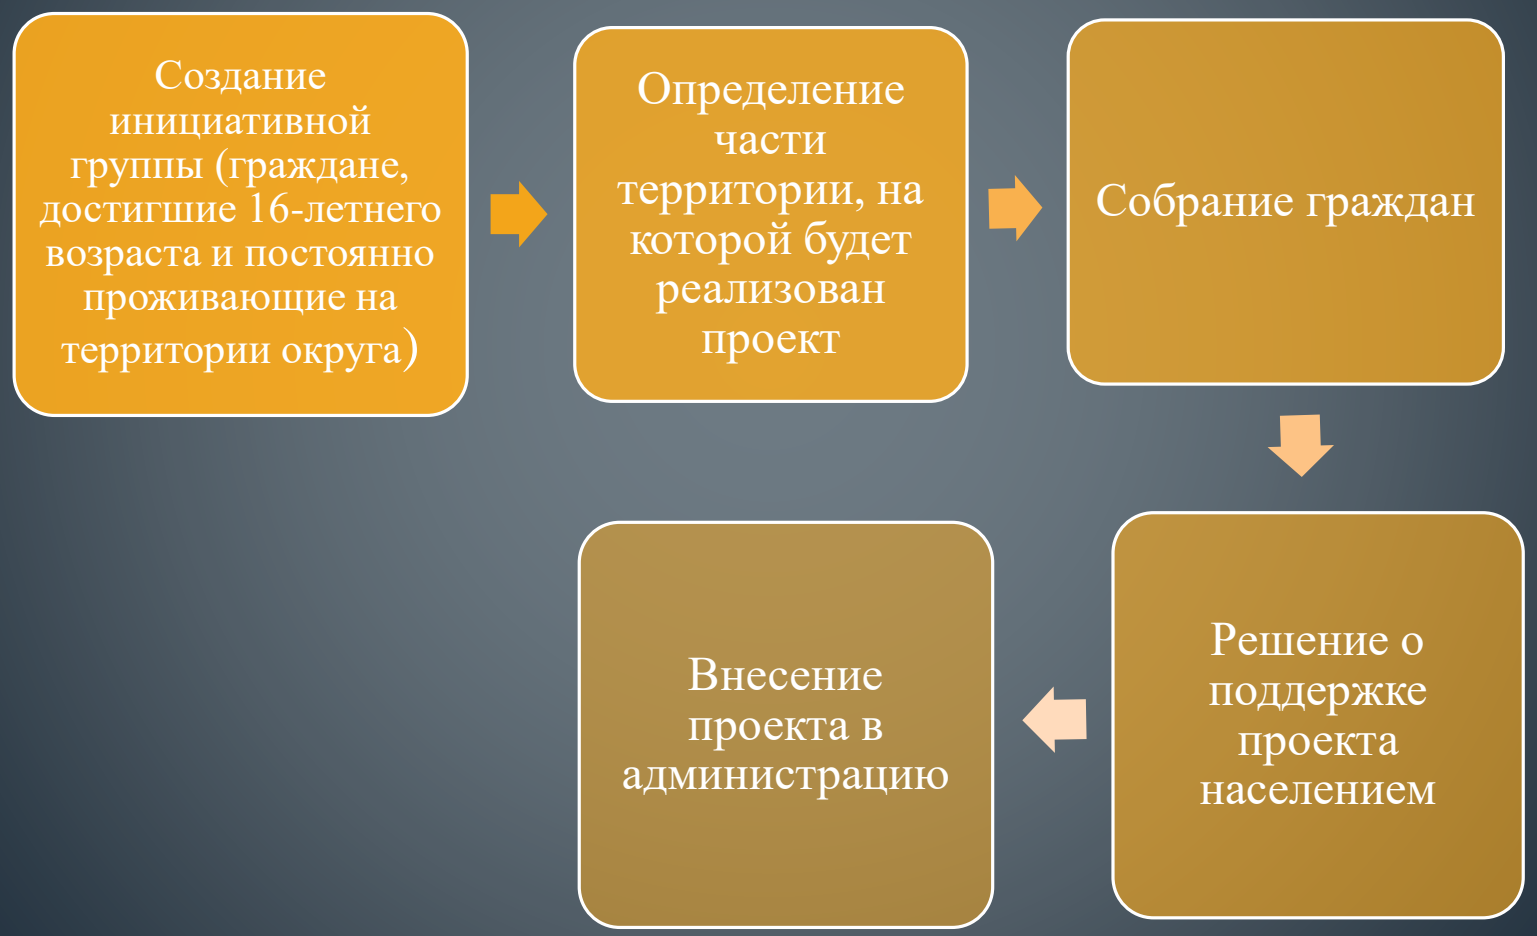 Создание
инициативной
группы (граждане,
достигшие 16-летнего
возраста и постоянно
проживающие на
территории округа)
Определение
части
территории, на
которой будет
реализован
проект
Собрание граждан
Решение о
поддержке
проекта
населением
Внесение
проекта в
администрацию